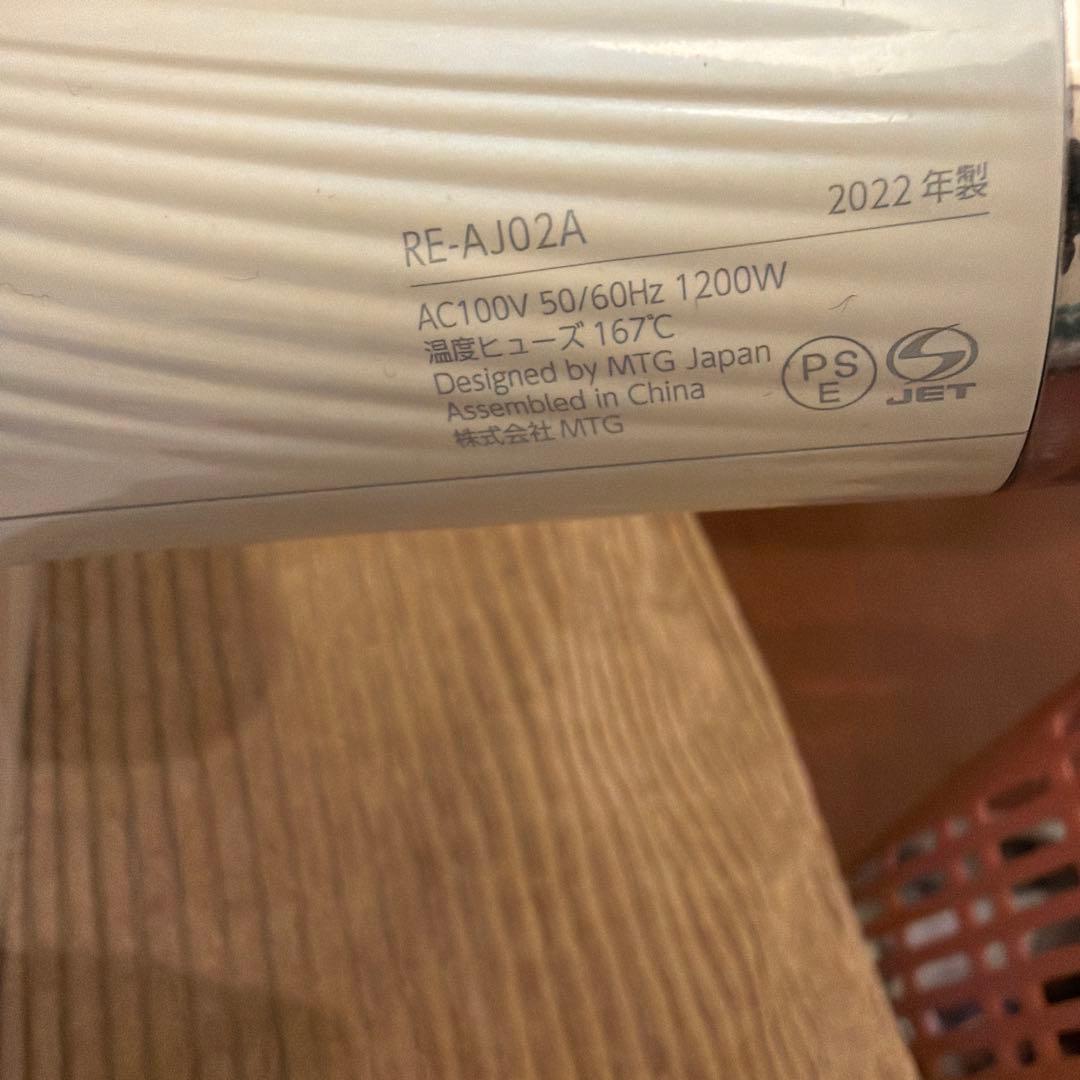 RE-AJ02A 2022年製
AC100V 50/60Hz 1200W
温度ヒューズ 167℃
Designed by MTG Japan
Assembled in China
株式会社 MTG
PSE
JET